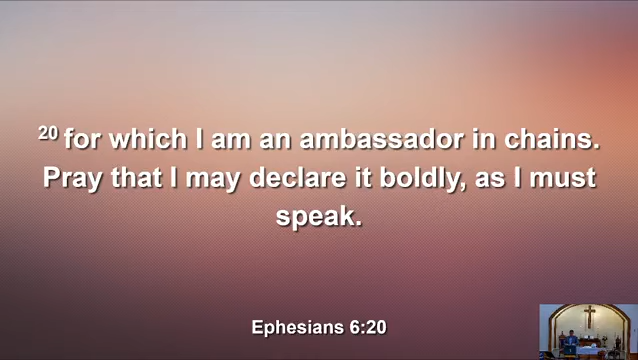 20 for which I am an ambassador in chains.
Pray that I may declare it boldly, as I must
speak.
Ephesians 6:20